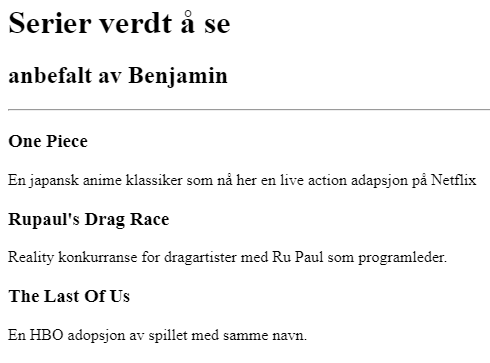 Serier verdt å se
anbefalt av Benjamin
One Piece
En japansk anime klassiker som nå her en live action adapsjon på Netflix
Rupaul's Drag Race
Reality konkurranse for dragartister med Ru Paul som programleder.
The Last Of Us
En HBO adopsjon av spillet med samme navn.